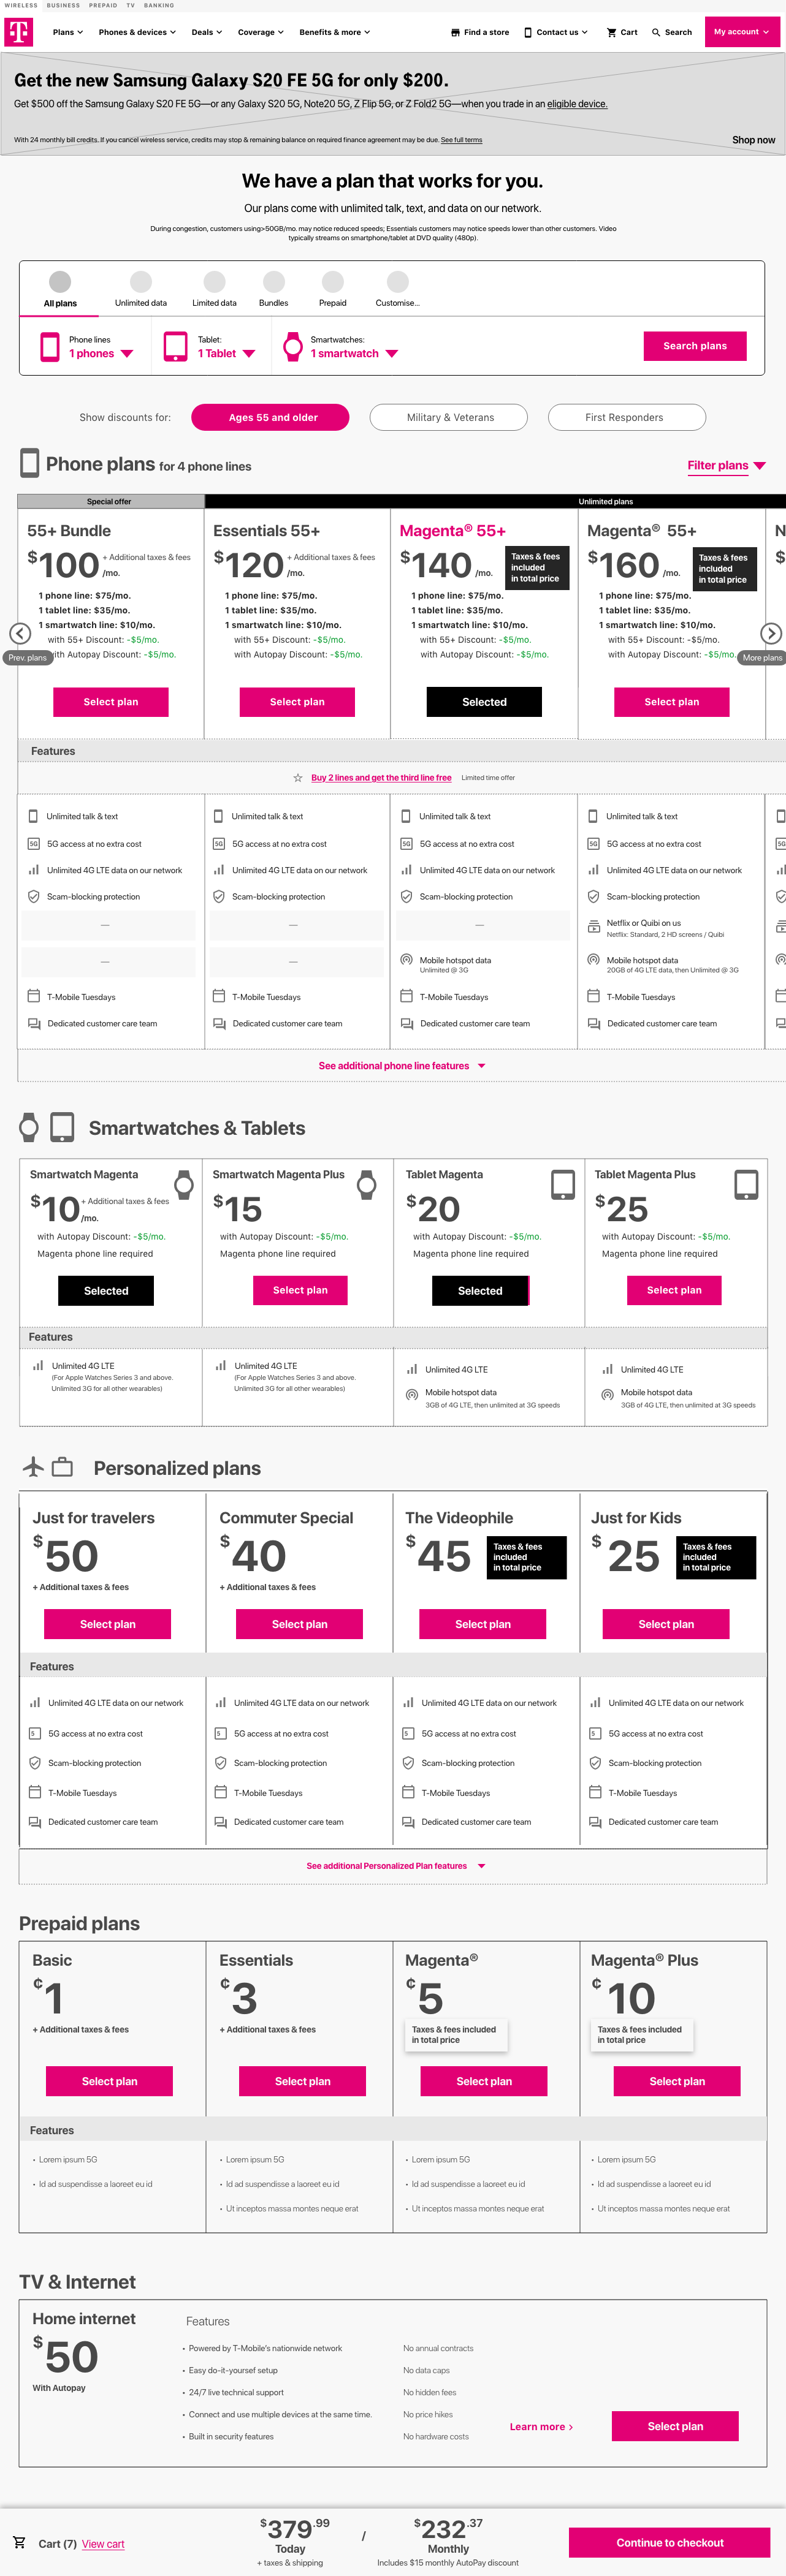 WIRELESS BUSINESS PREPAID TV BANKING
T
Plans Phones & devices Deals Coverage Benefits & more Find a store Contact us Cart Search My account
Get the new Samsung Galaxy S20 FE 5G for only $200.
Get $500 off the Samsung Galaxy S20 FE 5G—or any Galaxy S20 5G, Note20 5G, Z Flip 5G, or Z Fold2 5G—when you trade in an eligible device.
With 24 monthly bill credits. If you cancel wireless service, credits may stop & remaining balance on required finance agreement may be due. See full terms
Shop now
We have a plan that works for you.
Our plans come with unlimited talk, text, and data on our network.
During congestion, customers using>50GB/mo. may notice reduced speeds; Essentials customers may notice speeds lower than other customers. Video
typically streams on smartphone/tablet at DVD quality (480p).
All plans Unlimited data Limited data Bundles Prepaid Customise...
Phone lines Tablet: Smartwatches:
1 phones 1 Tablet 1 smartwatch
Search plans
Show discounts for: Ages 55 and older Military & Veterans First Responders
Phone plans for 4 phone lines
Filter plans
Special offer Unlimited plans
55+ Bundle Essentials 55+ Magenta® 55+ Magenta® 55+ N
$100 + Additional taxes & fees /mo.
$120 + Additional taxes & fees /mo.
$140 /mo. Taxes & fees included in total price
$160 /mo. Taxes & fees included in total price
$
1 phone line: $75/mo. 1 phone line: $75/mo. 1 phone line: $75/mo. 1 phone line: $75/mo.
1 tablet line: $35/mo. 1 tablet line: $35/mo. 1 tablet line: $35/mo. 1 tablet line: $35/mo.
1 smartwatch line: $10/mo. 1 smartwatch line: $10/mo. 1 smartwatch line: $10/mo. 1 smartwatch line: $10/mo.
with 55+ Discount: -$5/mo. with 55+ Discount: -$5/mo. with 55+ Discount: -$5/mo. with 55+ Discount: -$5/mo.
Prev. plans ith Autopay Discount: -$5/mo. with Autopay Discount: -$5/mo. with Autopay Discount: -$5/mo. with Autopay Discount: -$5/mo. More plans
Select plan Select plan Selected Select plan
Features
Buy 2 lines and get the third line free Limited time offer
Unlimited talk & text Unlimited talk & text Unlimited talk & text Unlimited talk & text
5G 5G access at no extra cost 5G 5G access at no extra cost 5G 5G access at no extra cost 5G 5G access at no extra cost 5G
Unlimited 4G LTE data on our network Unlimited 4G LTE data on our network Unlimited 4G LTE data on our network Unlimited 4G LTE data on our network
Scam-blocking protection Scam-blocking protection Scam-blocking protection Scam-blocking protection
— — — Netflix or Quibi on us
Netflix: Standard, 2 HD screens / Quibi
— — Mobile hotspot data Mobile hotspot data
Unlimited @ 3G 20GB of 4G LTE data, then Unlimited @ 3G
T-Mobile Tuesdays T-Mobile Tuesdays T-Mobile Tuesdays T-Mobile Tuesdays
Dedicated customer care team Dedicated customer care team Dedicated customer care team Dedicated customer care team
See additional phone line features
Smartwatches & Tablets
Smartwatch Magenta Smartwatch Magenta Plus Tablet Magenta Tablet Magenta Plus
$10 + Additional taxes & fees /mo. $15 $20 $25
with Autopay Discount: -$5/mo. with Autopay Discount: -$5/mo. with Autopay Discount: -$5/mo. with Autopay Discount: -$5/mo.
Magenta phone line required Magenta phone line required Magenta phone line required Magenta phone line required
Selected Select plan Selected Select plan
Features
Unlimited 4G LTE Unlimited 4G LTE Unlimited 4G LTE Unlimited 4G LTE
(For Apple Watches Series 3 and above. (For Apple Watches Series 3 and above.
Unlimited 3G for all other wearables) Unlimited 3G for all other wearables)
Mobile hotspot data Mobile hotspot data
3GB of 4G LTE, then unlimited at 3G speeds 3GB of 4G LTE, then unlimited at 3G speeds
Personalized plans
Just for travelers Commuter Special The Videophile Just for Kids
$50 $40 $45 Taxes & fees included in total price $25 Taxes & fees included in total price
+ Additional taxes & fees + Additional taxes & fees
Select plan Select plan Select plan Select plan
Features
Unlimited 4G LTE data on our network Unlimited 4G LTE data on our network Unlimited 4G LTE data on our network Unlimited 4G LTE data on our network
5 5G access at no extra cost 5 5G access at no extra cost 5 5G access at no extra cost 5 5G access at no extra cost
Scam-blocking protection Scam-blocking protection Scam-blocking protection Scam-blocking protection
T-Mobile Tuesdays T-Mobile Tuesdays T-Mobile Tuesdays T-Mobile Tuesdays
Dedicated customer care team Dedicated customer care team Dedicated customer care team Dedicated customer care team
See additional Personalized Plan features
Prepaid plans
Basic Essentials Magenta® Magenta® Plus
¢1 ¢3 ¢5 ¢10
+ Additional taxes & fees + Additional taxes & fees Taxes & fees included Taxes & fees included
in total price in total price
Select plan Select plan Select plan Select plan
Features
• Lorem ipsum 5G • Lorem ipsum 5G • Lorem ipsum 5G • Lorem ipsum 5G
• Id ad suspendisse a laoreet eu id • Id ad suspendisse a laoreet eu id • Id ad suspendisse a laoreet eu id • Id ad suspendisse a laoreet eu id
• Ut inceptos massa montes neque erat • Ut inceptos massa montes neque erat • Ut inceptos massa montes neque erat
TV & Internet
Home internet Features
$50
With Autopay
• Powered by T-Mobile's nationwide network No annual contracts
• Easy do-it-yoursef setup No data caps
• 24/7 live technical support No hidden fees
• Connect and use multiple devices at the same time. No price hikes
• Built in security features No hardware costs
Learn more > Select plan
Cart (7) View cart
$379.99 / $232.37
Today Monthly
+ taxes & shipping Includes $15 monthly AutoPay discount
Continue to checkout